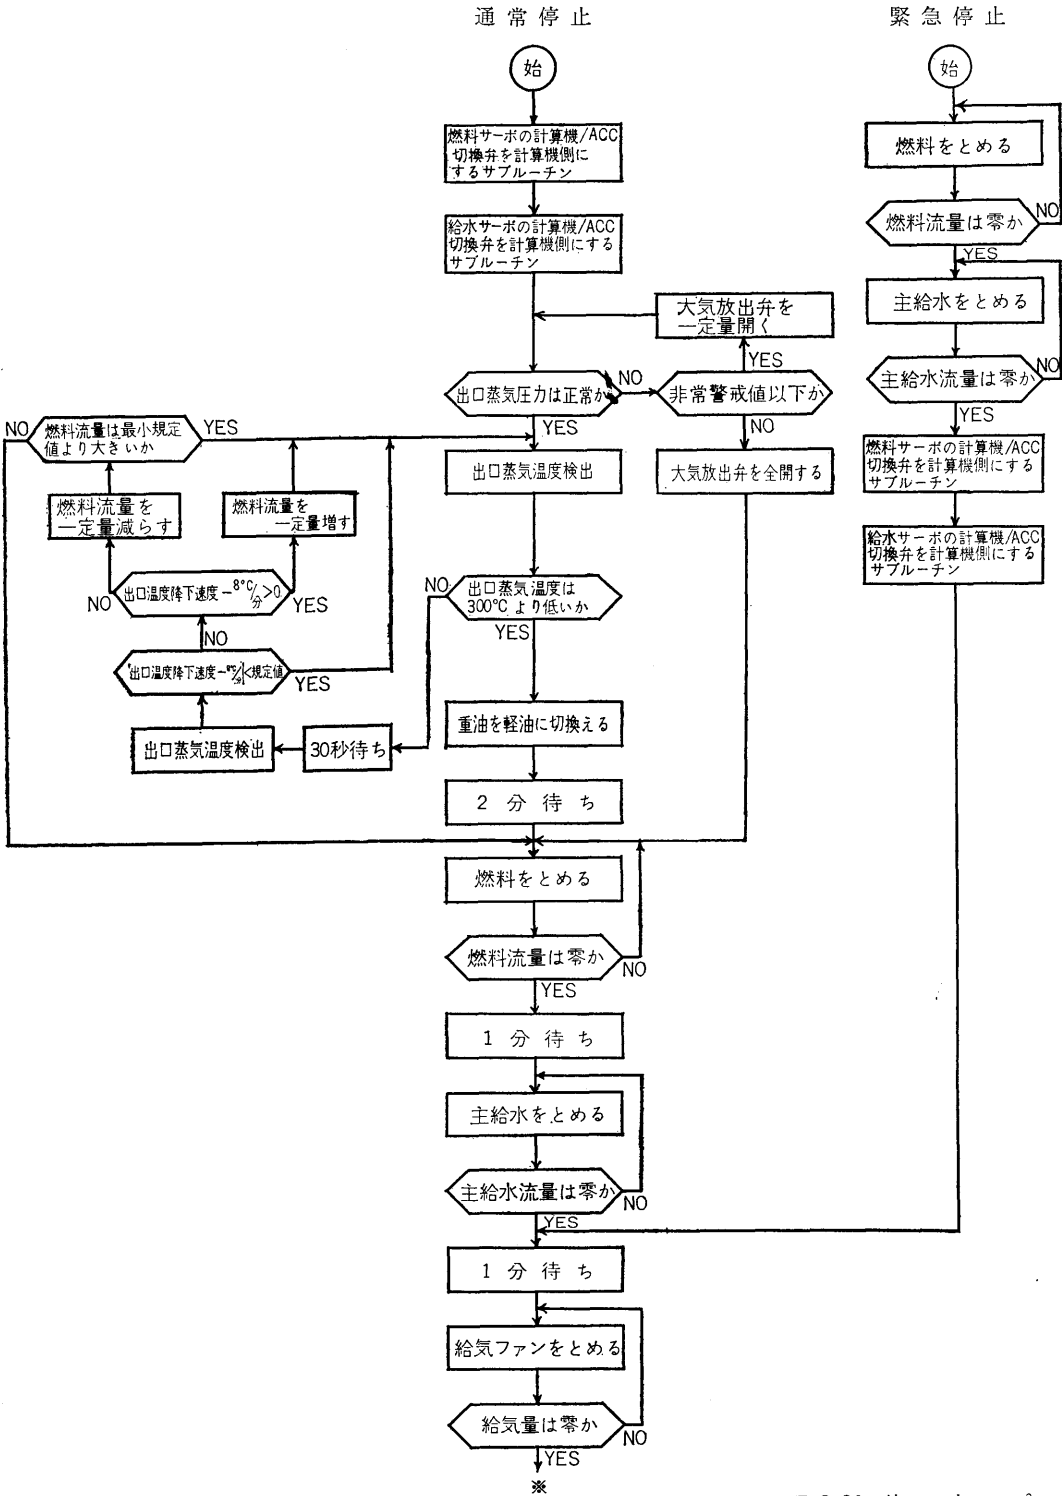 通常停止
始
燃料サーボの計算機/ACC
切換弁を計算機側に
するサブルーチン
給水サーボの計算機/ACC
切換弁を計算機側にする
サブルーチン
大気放出弁を
一定量開く
YES
出口蒸気圧力は正常か
NO
非常警戒値以下か
YES
NO
出口蒸気温度検出
大気放出弁を全開する
NO
燃料流量は最小規定
値より大きいか
YES
燃料流量を
一定量減らす
燃料流量を
一定量増す
出口温度降下速度-8°C/分>0
NO
YES
NO
YES
出口蒸気温度検出
30秒待ち
NO
出口蒸気温度は
300°Cより低いか
YES
重油を軽油に切換える
2分待ち
燃料をとめる
燃料流量は零か
NO
YES
1分待ち
主給水をとめる
主給水流量は零か
NO
YES
1分待ち
給気ファンをとめる
給気量は零か
NO
YES
※
緊急停止
始
燃料をとめる
燃料流量は零か
NO
YES
主給水をとめる
主給水流量は零か
NO
YES
燃料サーボの計算機/ACC
切換弁を計算機側にする
サブルーチン
給水サーボの計算機/ACC
切換弁を計算機側にする
サブルーチン